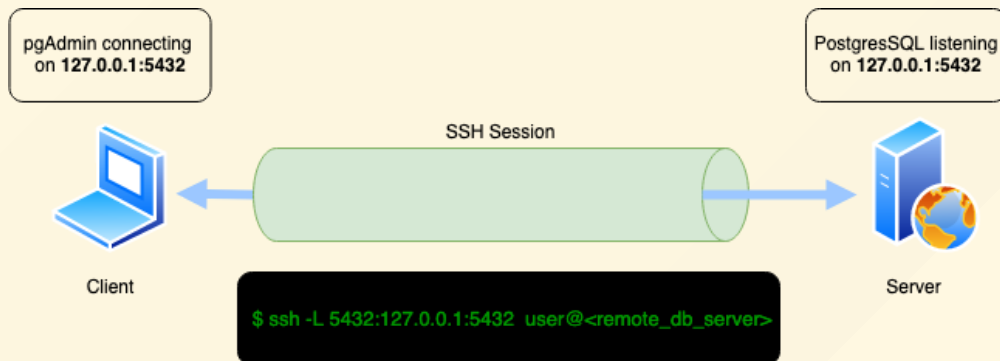 pgAdmin connecting
on 127.0.0.1:5432
PostgresSQL listening
on 127.0.0.1:5432
SSH Session
Client
Server
$ ssh -L 5432:127.0.0.1:5432 user@<remote_db_server>